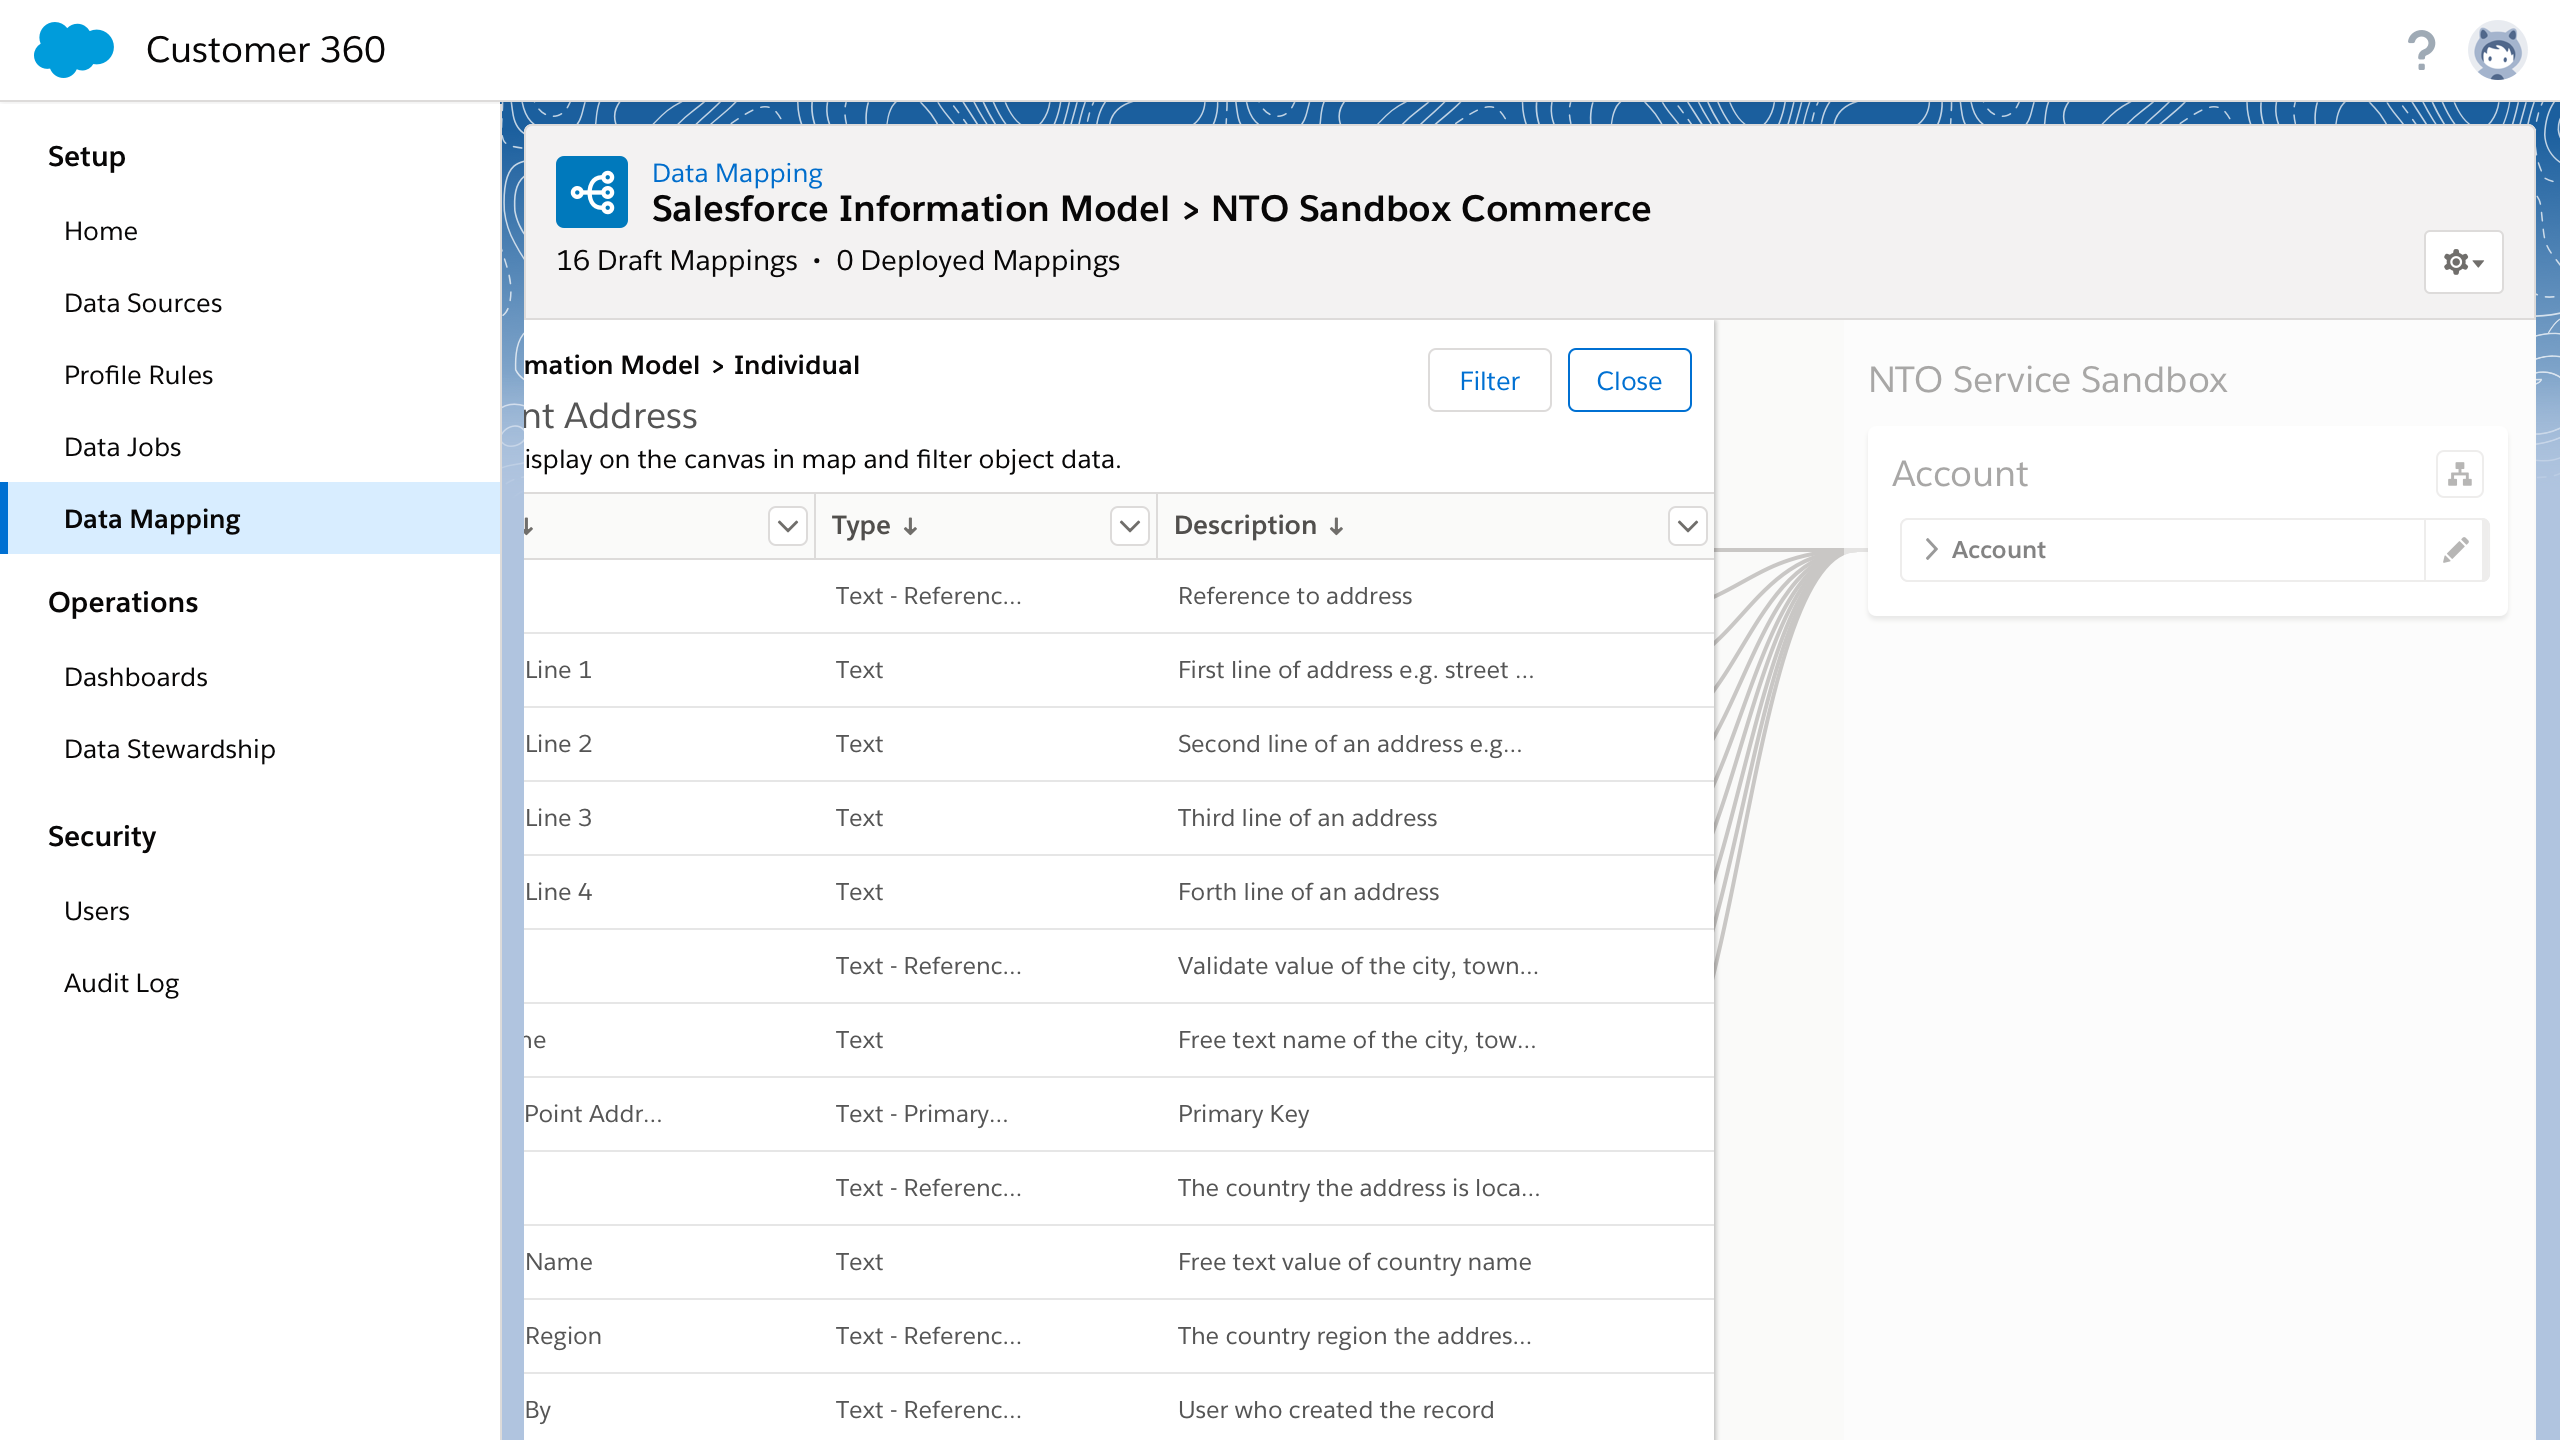 Customer 360
?
Setup
Home
Data Sources
Profile Rules
Data Jobs
Data Mapping
Operations
Dashboards
Data Stewardship
Security
Users
Audit Log
Data Mapping
Salesforce Information Model > NTO Sandbox Commerce
16 Draft Mappings • 0 Deployed Mappings
mation Model > Individual
Filter
Close
nt Address
isplay on the canvas in map and filter object data.
Type ↓ Description ↓
Text - Referenc... Reference to address
Line 1 Text First line of address e.g. street ...
Line 2 Text Second line of an address e.g...
Line 3 Text Third line of an address
Line 4 Text Forth line of an address
Text - Referenc... Validate value of the city, town...
ne Text Free text name of the city, tow...
Point Addr... Text - Primary... Primary Key
Text - Referenc... The country the address is loca...
Name Text Free text value of country name
Region Text - Referenc... The country region the addres...
By Text - Referenc... User who created the record
NTO Service Sandbox
Account
Account